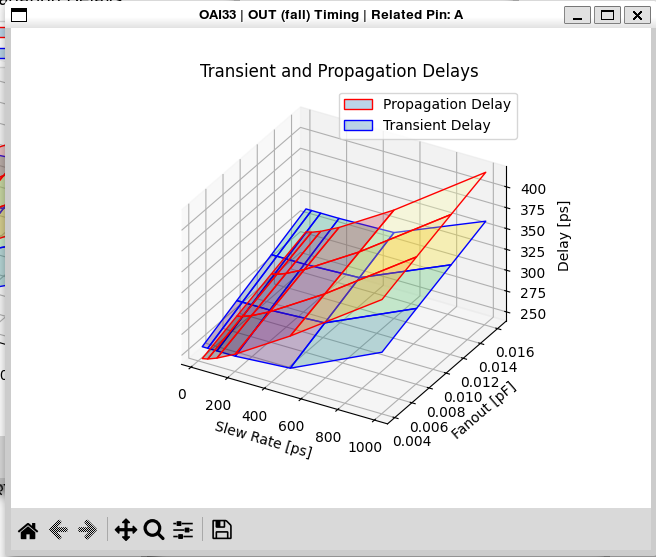 OAI33 | OUT (fall) Timing | Related Pin: A
Transient and Propagation Delays
Propagation Delay
Transient Delay
400
375
350
325
300
275
250
Delay [ps]
0
200
400
600
800
1000
Slew Rate [ps]
0.004
0.006
0.008
0.010
0.012
0.014
0.016
Fanout [pF]